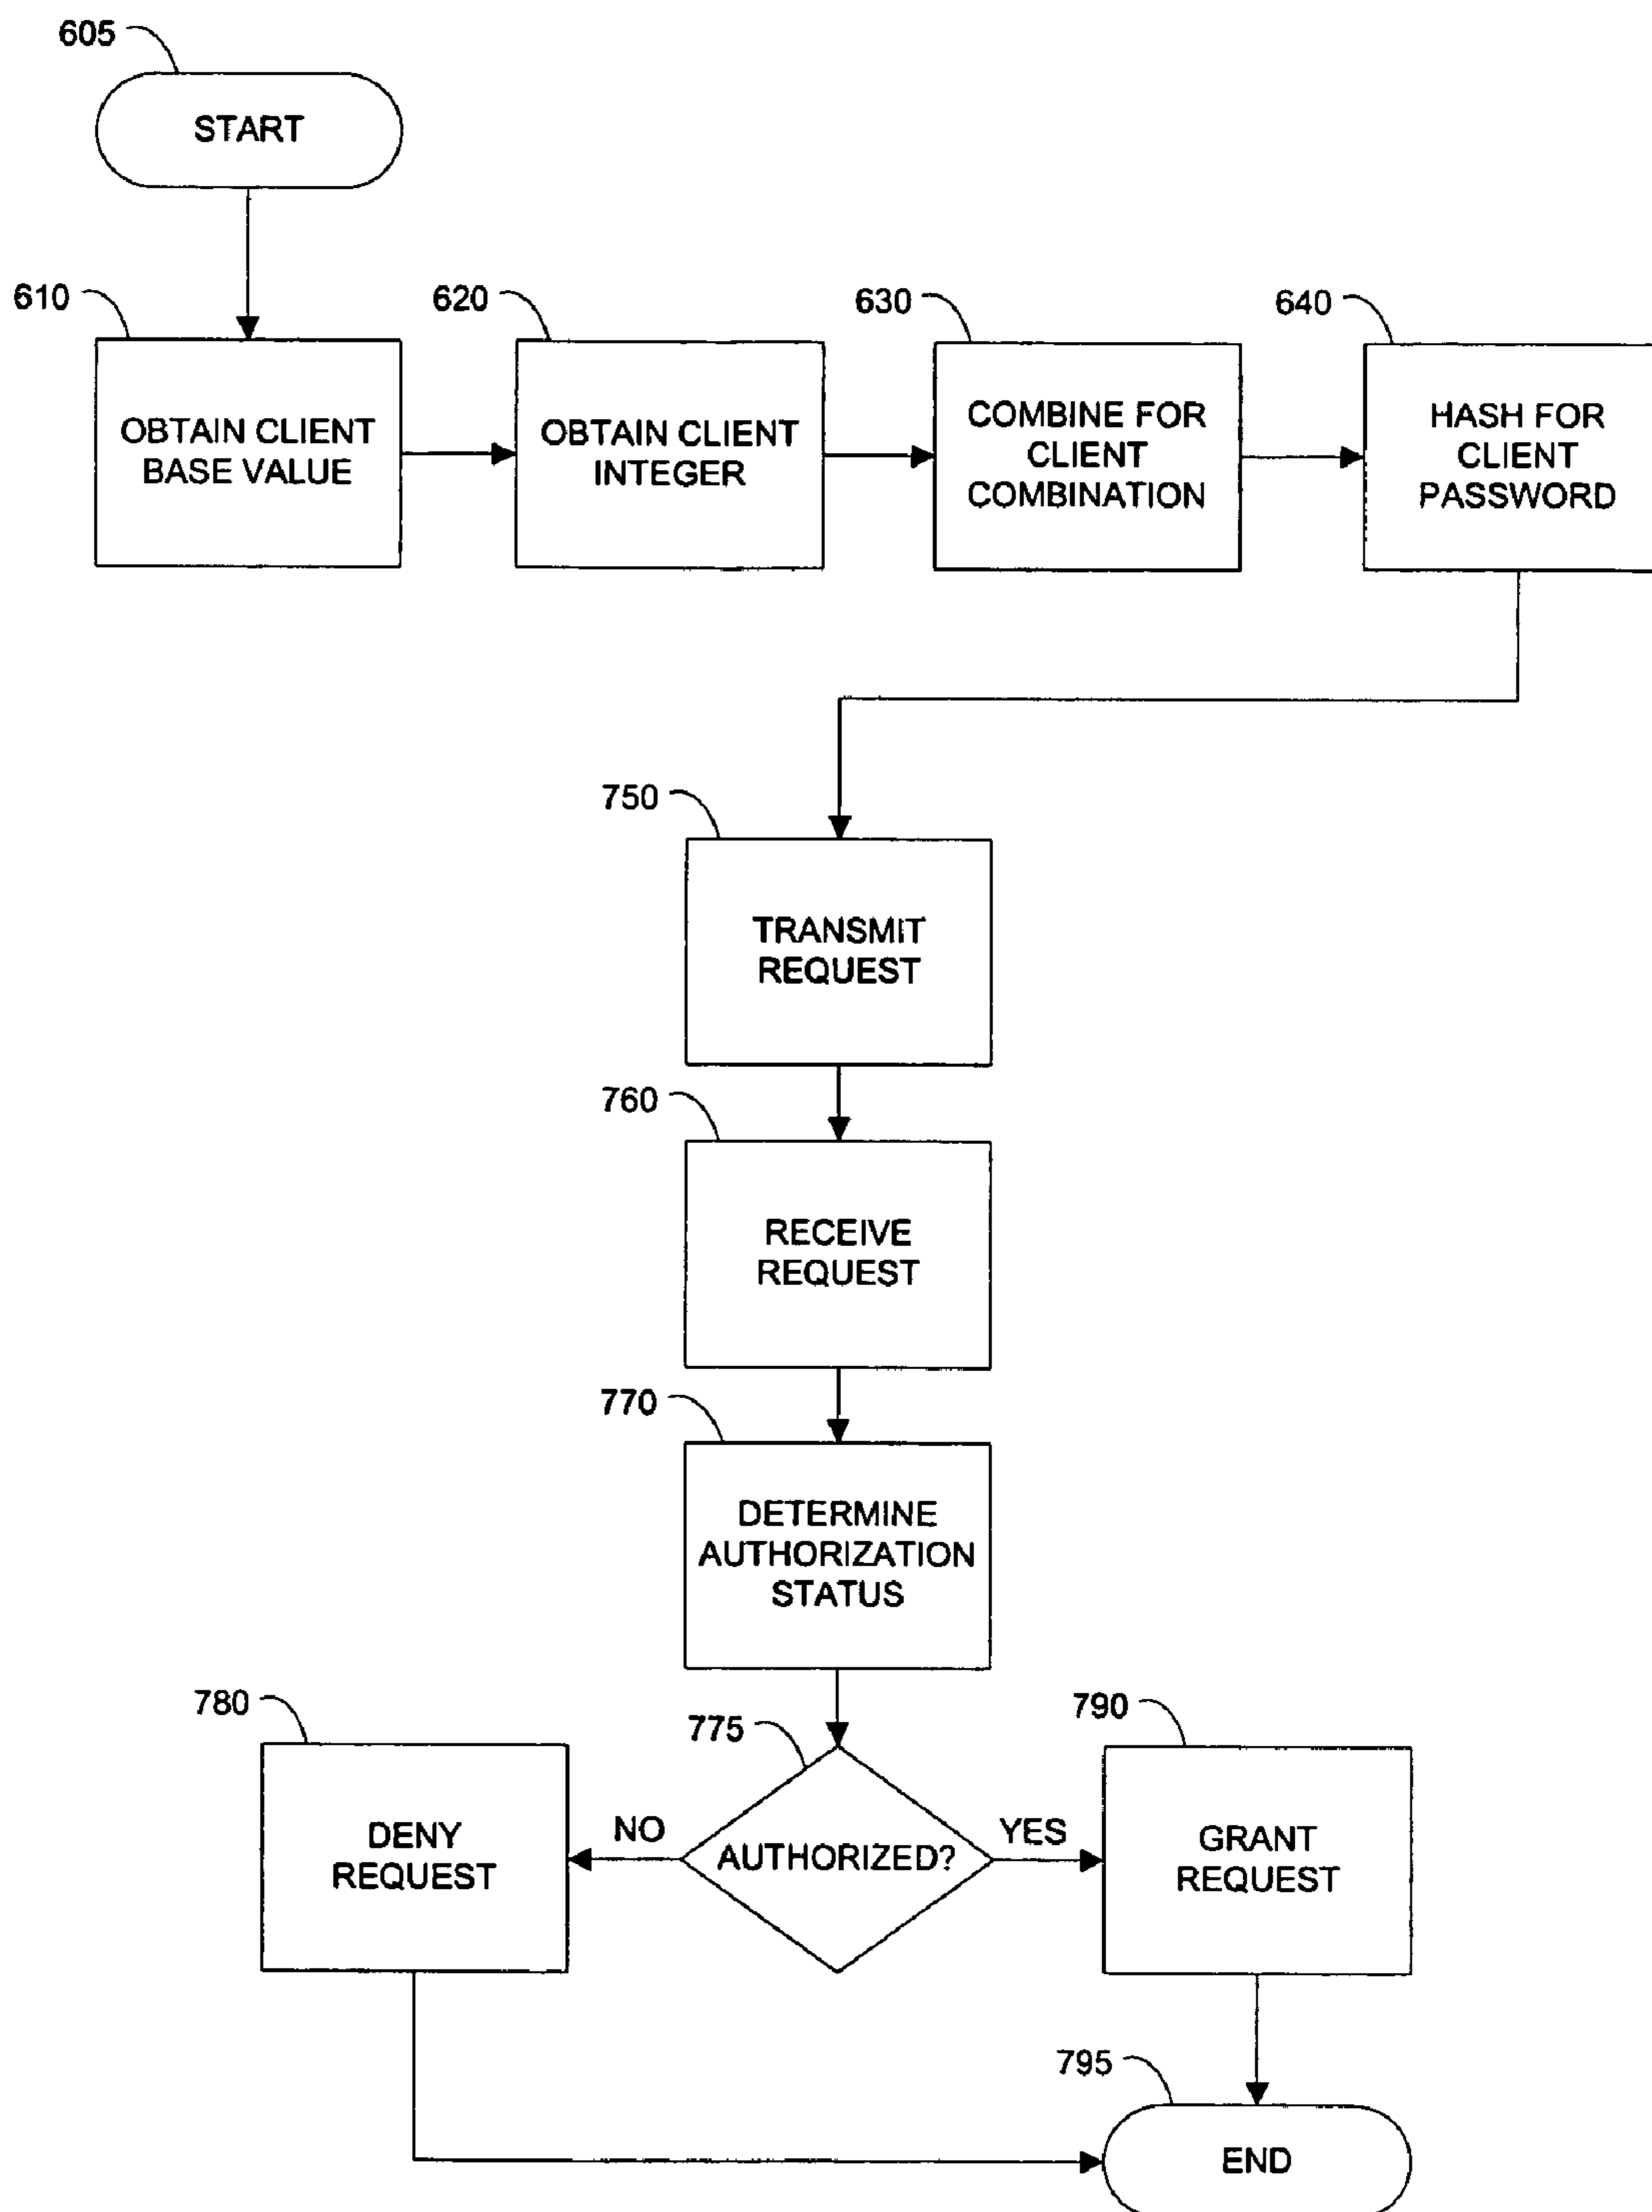 605
START
610
620
630
640
OBTAIN CLIENT
BASE VALUE
OBTAIN CLIENT
INTEGER
COMBINE FOR
CLIENT
COMBINATION
HASH FOR
CLIENT
PASSWORD
750
TRANSMIT
REQUEST
760
RECEIVE
REQUEST
770
DETERMINE
AUTHORIZATION
STATUS
780
775
790
DENY
REQUEST
NO
AUTHORIZED?
YES
GRANT
REQUEST
795
END